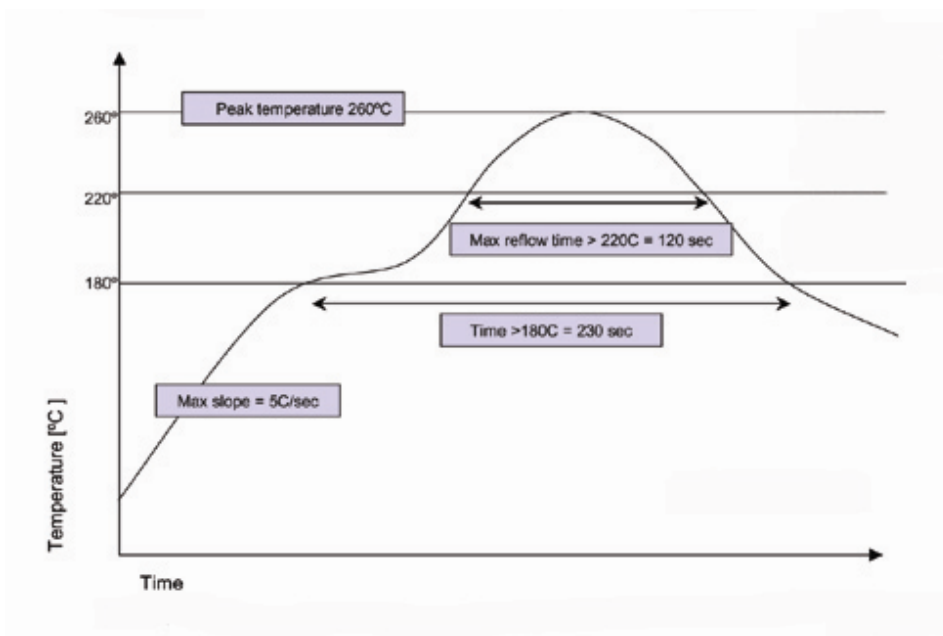 Peak temperature 260ºC
260º
220º
Max reflow time > 220C = 120 sec
180º
Time >180C = 230 sec
Max slope = 5C/sec
Temperature [ºC ]
Time